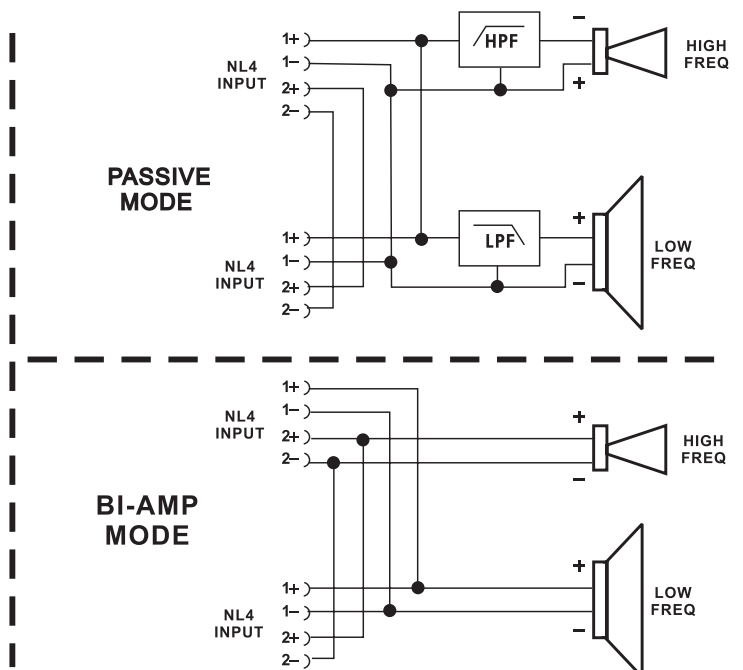 1+
1−
2+
2−
NL4
INPUT
HPF
−
+
HIGH
FREQ
PASSIVE
MODE
1+
1−
2+
2−
NL4
INPUT
LPF
+
−
LOW
FREQ
1+
1−
2+
2−
NL4
INPUT
+
−
HIGH
FREQ
BI-AMP
MODE
1+
1−
2+
2−
NL4
INPUT
+
−
LOW
FREQ